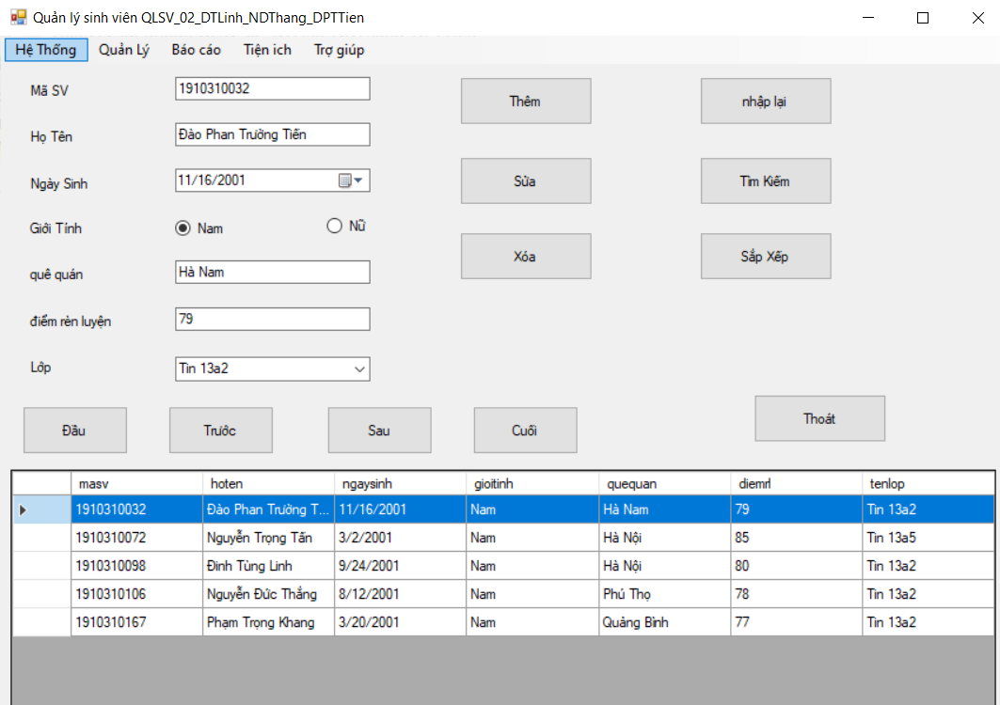 Quản lý sinh viên QLSV_02_DTLinh_NDThang_DPTTien
Hệ Thống Quản Lý Báo cáo Tiện ich Trợ giúp
Mã SV 1910310032 Thêm nhập lại
Họ Tên Đào Phan Trưởng Tiến
Ngày Sinh 11/16/2001 Sửa Tìm Kiếm
Giới Tính Nam Nữ
Xóa Sắp Xếp
quê quán Hà Nam
điểm rèn luyện 79
Lớp Tin 13a2
Đầu Trước Sau Cuối Thoát
masv hoten ngaysinh gioitinh quequan diemrl tenlop
1910310032 Đào Phan Trưởng T... 11/16/2001 Nam Hà Nam 79 Tin 13a2
1910310072 Nguyễn Trọng Tấn 3/2/2001 Nam Hà Nội 85 Tin 13a5
1910310098 Đinh Tùng Linh 9/24/2001 Nam Hà Nội 80 Tin 13a2
1910310106 Nguyễn Đức Thắng 8/12/2001 Nam Phú Thọ 78 Tin 13a2
1910310167 Phạm Trọng Khang 3/20/2001 Nam Quảng Bình 77 Tin 13a2